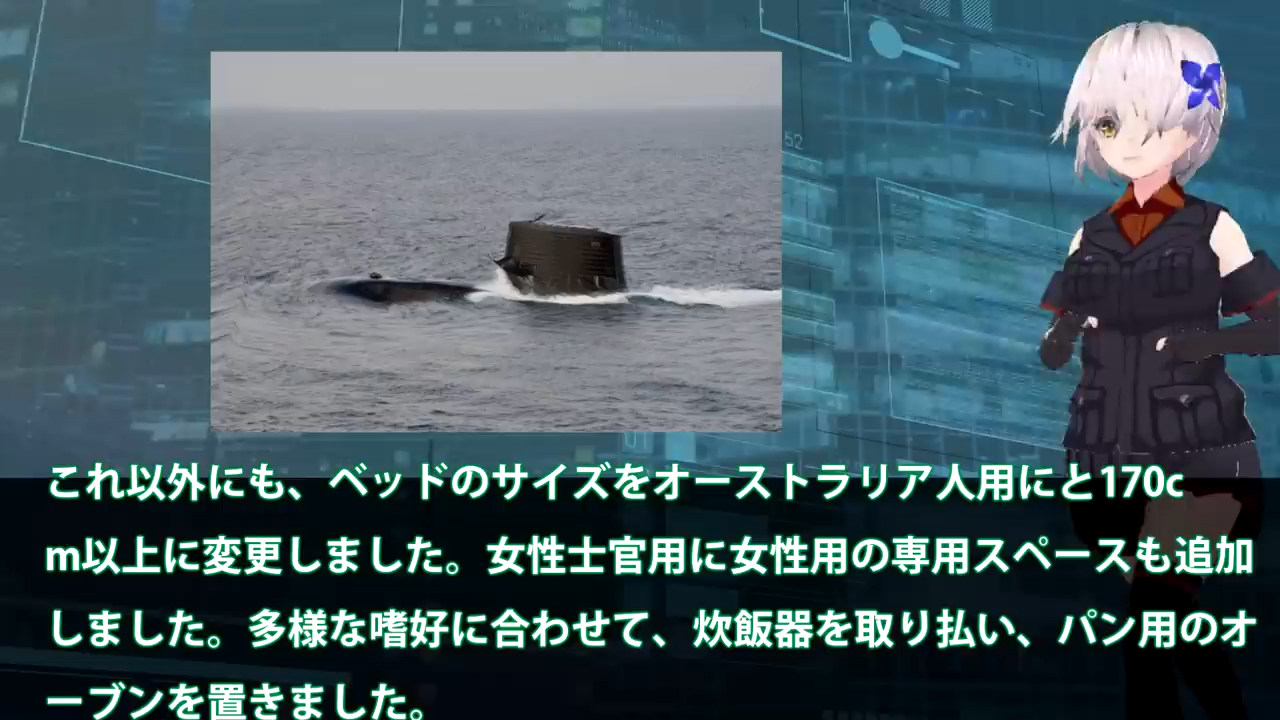 52
これ以外にも、ベッドのサイズをオーストラリア人用にと170c
m以上に変更しました。女性士官用に女性用の専用スペースも追加
しました。多様な嗜好に合わせて、炊飯器を取り払い、パン用のオ
ーブンを置きました。